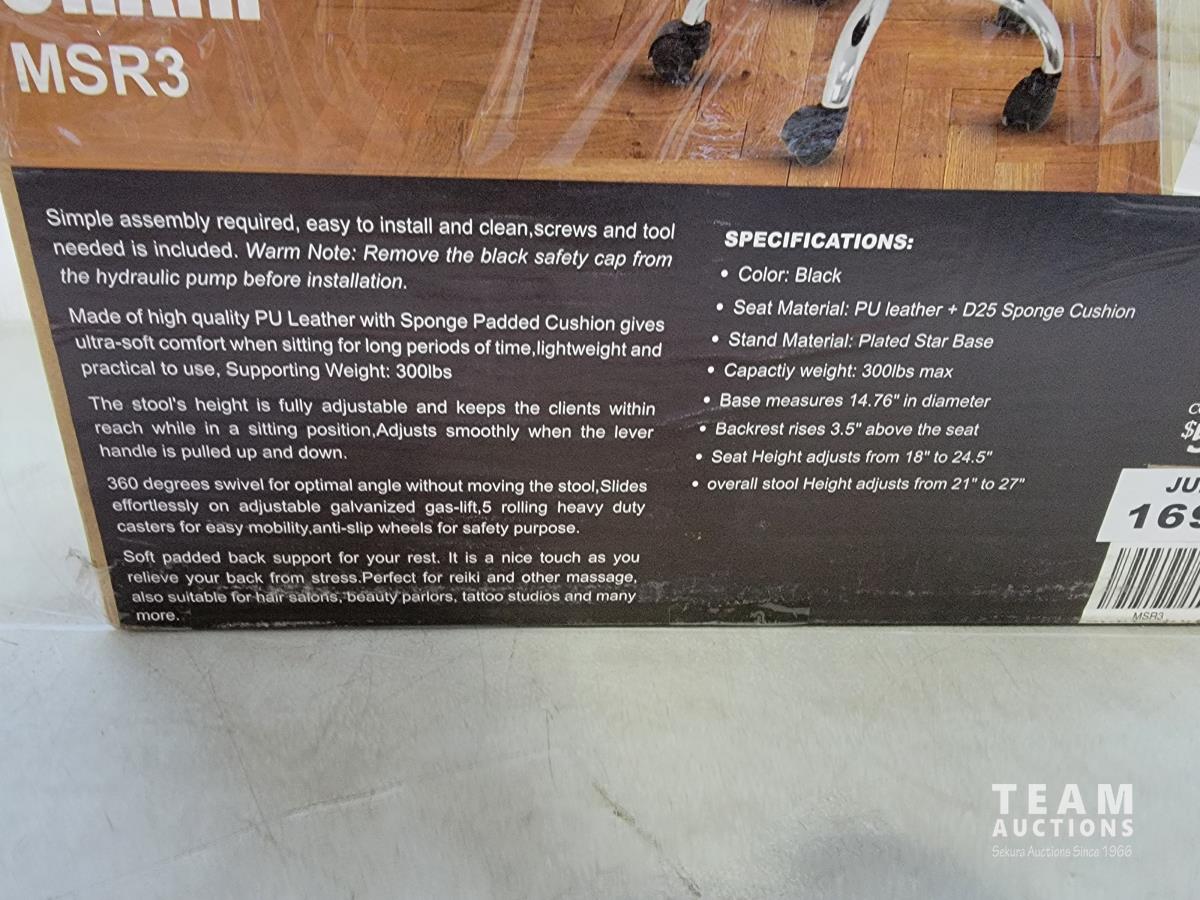 MSR3
Simple assembly required, easy to install and clean,screws and tool
needed is included. Warm Note: Remove the black safety cap from
the hydraulic pump before installation.
Made of high quality PU Leather with Sponge Padded Cushion gives
ultra-soft comfort when sitting for long periods of time,lightweight and
practical to use, Supporting Weight: 300lbs
The stool's height is fully adjustable and keeps the clients within
reach while in a sitting position,Adjusts smoothly when the lever
handle is pulled up and down.
360 degrees swivel for optimal angle without moving the stool,Slides
effortlessly on adjustable galvanized gas-lift,5 rolling heavy duty
casters for easy mobility,anti-slip wheels for safety purpose.
Soft padded back support for your rest. It is a nice touch as you
relieve your back from stress.Perfect for reiki and other massage,
also suitable for hair salons, beauty parlors, tattoo studios and many
more.
SPECIFICATIONS:
• Color: Black
• Seat Material: PU leather + D25 Sponge Cushion
• Stand Material: Plated Star Base
• Capactiy weight: 300lbs max
• Base measures 14.76" in diameter
• Backrest rises 3.5" above the seat
• Seat Height adjusts from 18" to 24.5"
• overall stool Height adjusts from 21" to 27"
MSR3
TEAM
AUCTIONS
Sekura Auctions Since 1966